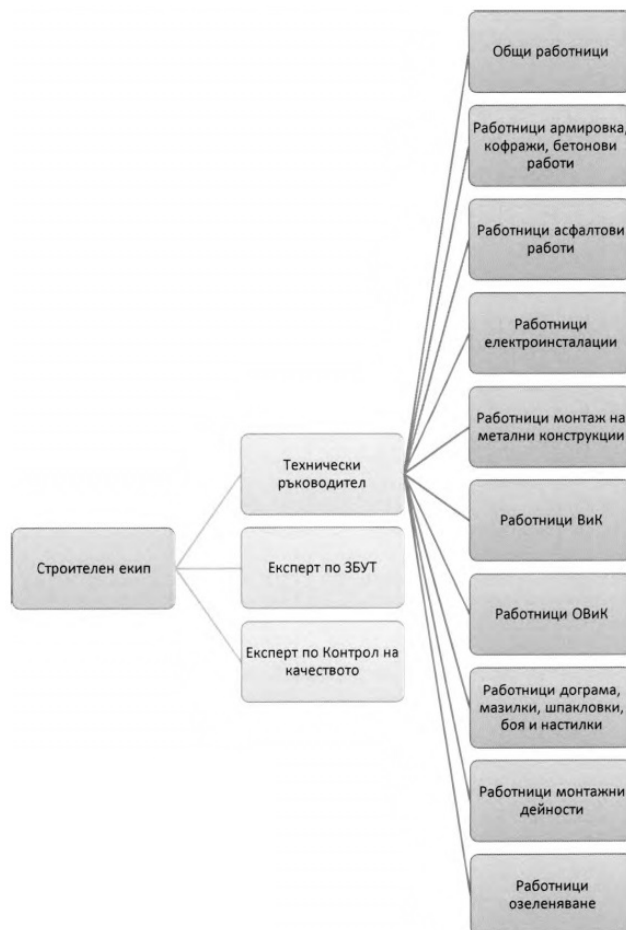 Общи работници
Работници армировка,
кофражи, бетонови
работи
Работници асфалтови
работи
Работници
електроинсталации
Работници монтаж на
метални конструкции
Технически
ръководител
Работници ВиК
Строителен екип
Експерт по ЗБУТ
Работници ОВиК
Експерт по Контрол на
качеството
Работници дограма,
мазилки, шпакловки,
боя и настилки
Работници монтажни
дейности
Работници
озеленяване